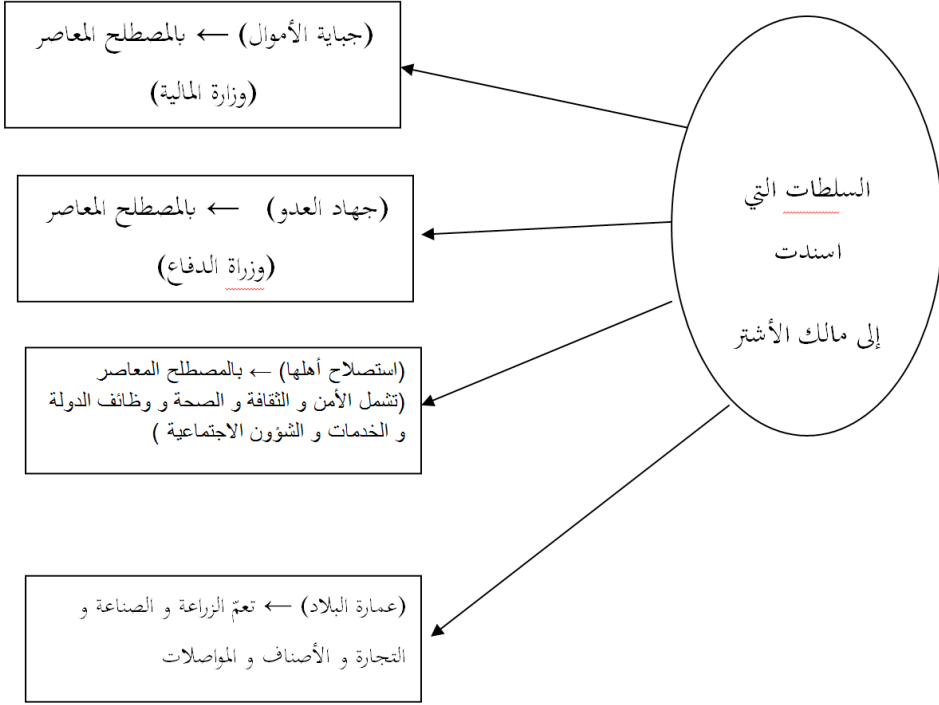 السلطات التي
اسندت
إلى مالك الأشتر
(جباية الأموال) ← بالمصطلح المعاصر
(وزارة المالية)
(جهاد العدو) ← بالمصطلح المعاصر
(وزراة الدفاع)
(استصلاح أهلها) ← بالمصطلح المعاصر
(تشمل الأمن و الثقافة و الصحة و وظائف الدولة
و الخدمات و الشؤون الاجتماعية )
(عمارة البلاد) ← تعمّ الزراعة و الصناعة و
التجارة و الأصناف و المواصلات